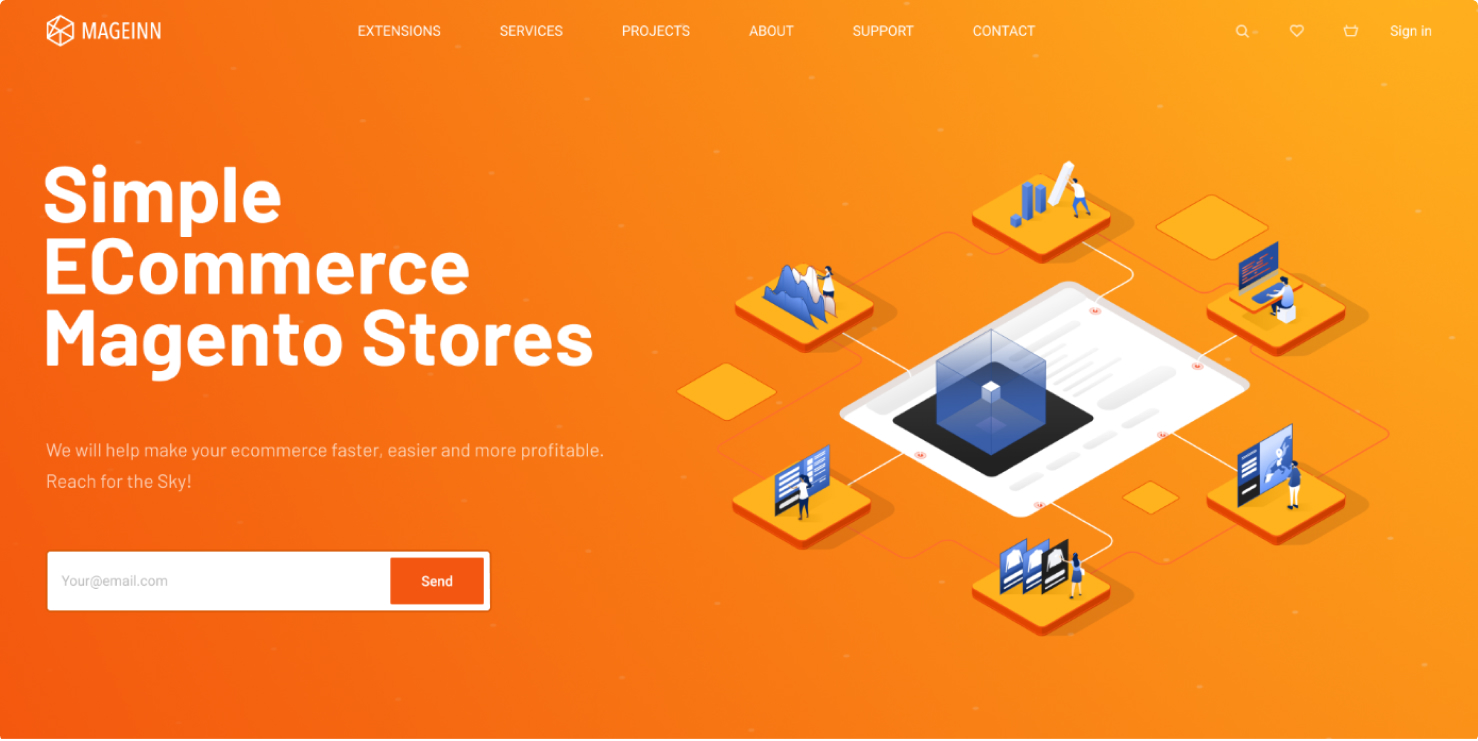 MAGEINN
EXTENSIONS
SERVICES
PROJECTS
ABOUT
SUPPORT
CONTACT
Sign in
Simple
ECommerce
Magento Stores
We will help make your ecommerce faster, easier and more profitable.
Reach for the Sky!
Your@email.com
Send